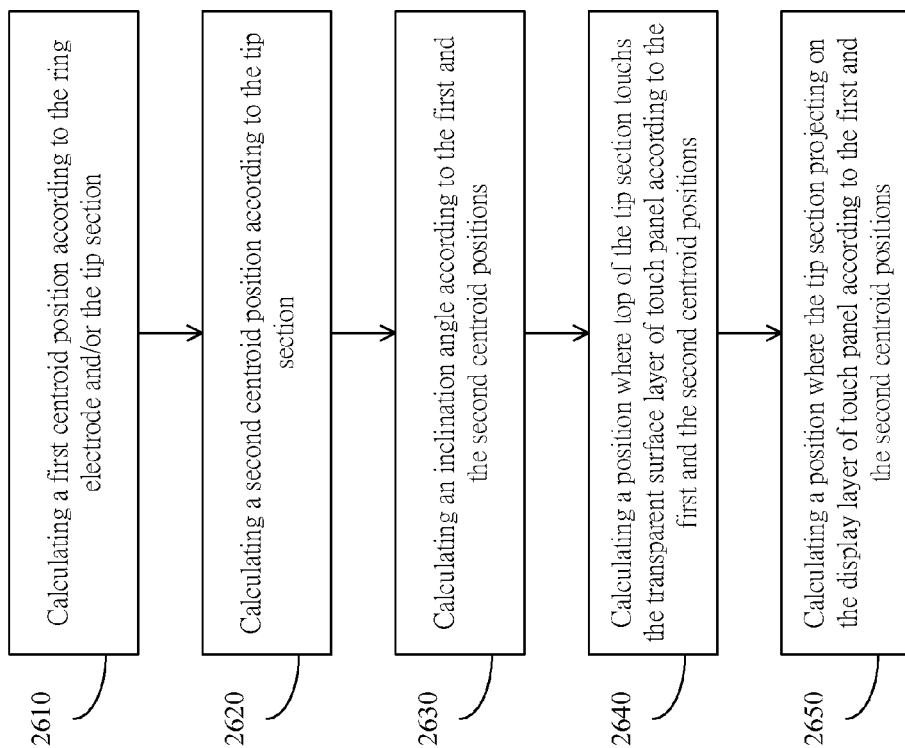 2610
Calculating a first centroid position according to the ring
electrode and/or the tip section
2620
Calculating a second centroid position according to the tip
section
2630
Calculating an inclination angle according to the first and
the second centroid positions
2640
Calculating a position where top of the tip section touchs
the transparent surface layer of touch panel according to the
first and the second centroid positions
2650
Calculating a position where the tip section projecting on
the display layer of touch panel according to the first and
the second centroid positions